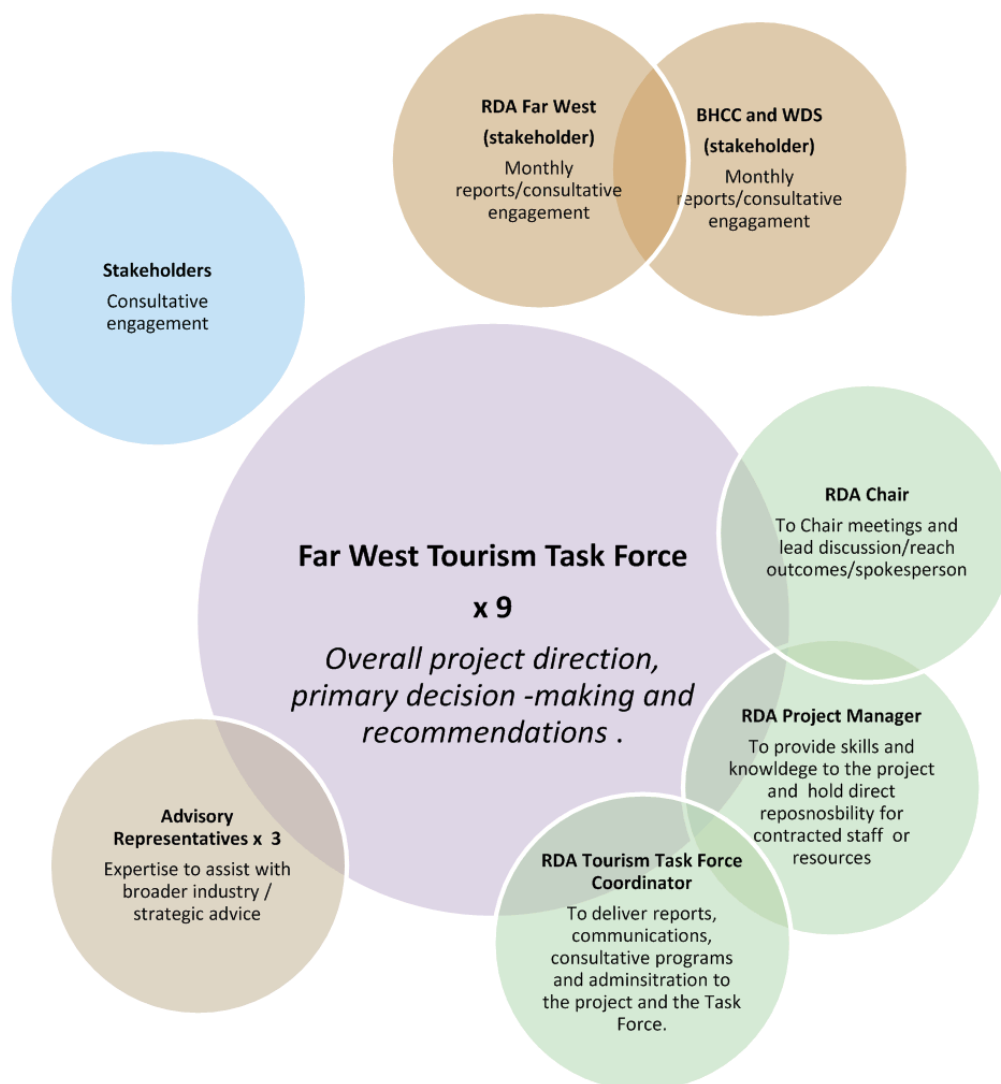 RDA Far West
(stakeholder)
Monthly
reports/consultative
engagement
BHCC and WDS
(stakeholder)
Monthly
reports/consultative
engagament
Stakeholders
Consultative
engagement
Far West Tourism Task Force
x 9
Overall project direction,
primary decision -making and
recommendations .
RDA Chair
To Chair meetings and
lead discussion/reach
outcomes/spokesperson
RDA Project Manager
To provide skills and
knowldege to the project
and hold direct
reposnosbility for
contracted staff or
resources
RDA Tourism Task Force
Coordinator
To deliver reports,
communications,
consultative programs
and adminsitration to
the project and the Task
Force.
Advisory
Representatives x 3
Expertise to assist with
broader industry /
strategic advice